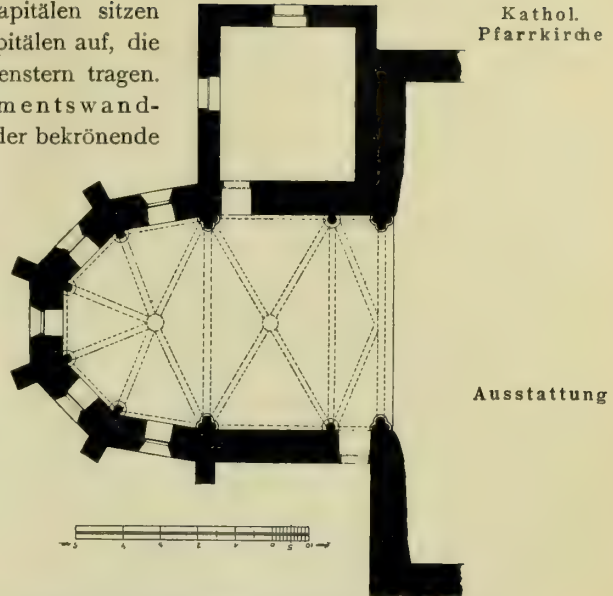 apitälen sitzen
pitälen auf, die
enstern tragen.
mentswand-
der bekrönende
Kathol.
Pfarrkirche
Ausstattung